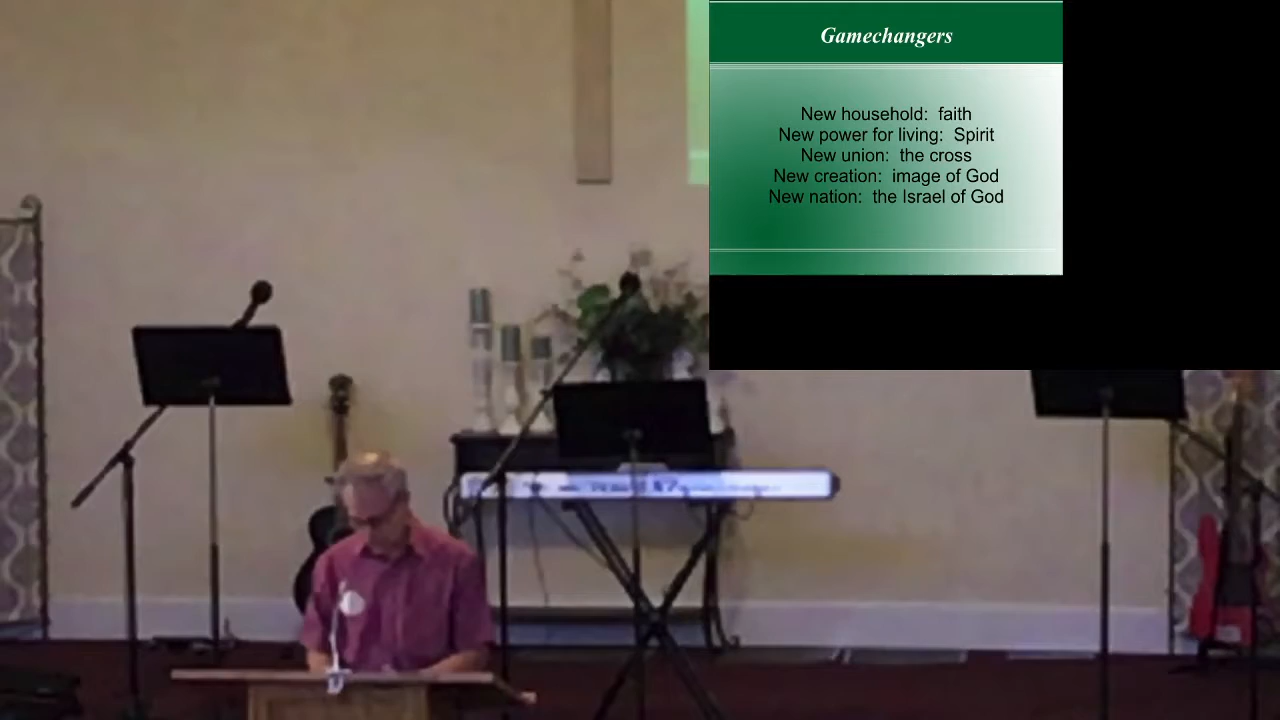 Gamechangers
New household: faith
New power for living: Spirit
New union: the cross
New creation: image of God
New nation: the Israel of God